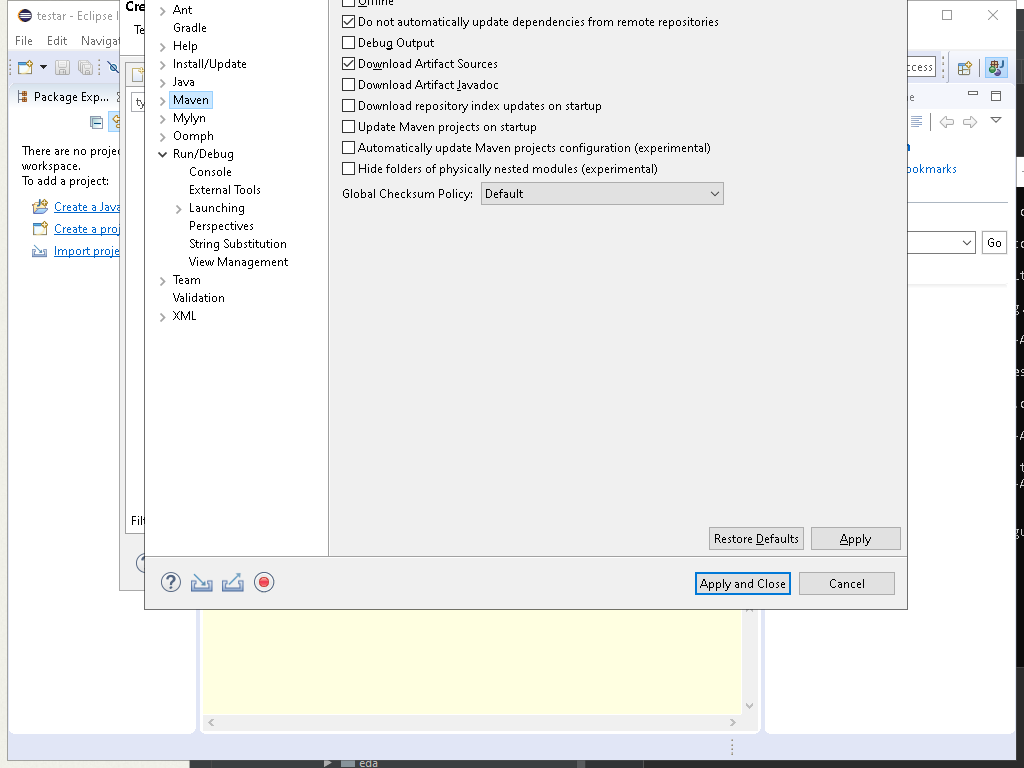 testar - Eclipse I
File Edit Navigat
Package Exp...
There are no projec
workspace.
To add a project:
Create a Java
Create a proj
Import proje
Cre
Te
ty
Filt
Ant
Gradle
Help
Install/Update
Java
Maven
Mylyn
Oomph
Run/Debug
Console
External Tools
Launching
Perspectives
String Substitution
View Management
Team
Validation
XML
Offline
Do not automatically update dependencies from remote repositories
Debug Output
Download Artifact Sources
Download Artifact Javadoc
Download repository index updates on startup
Update Maven projects on startup
Automatically update Maven projects configuration (experimental)
Hide folders of physically nested modules (experimental)
Global Checksum Policy: Default
Restore Defaults Apply
Apply and Close Cancel
cess
ookmarks
Go
eda